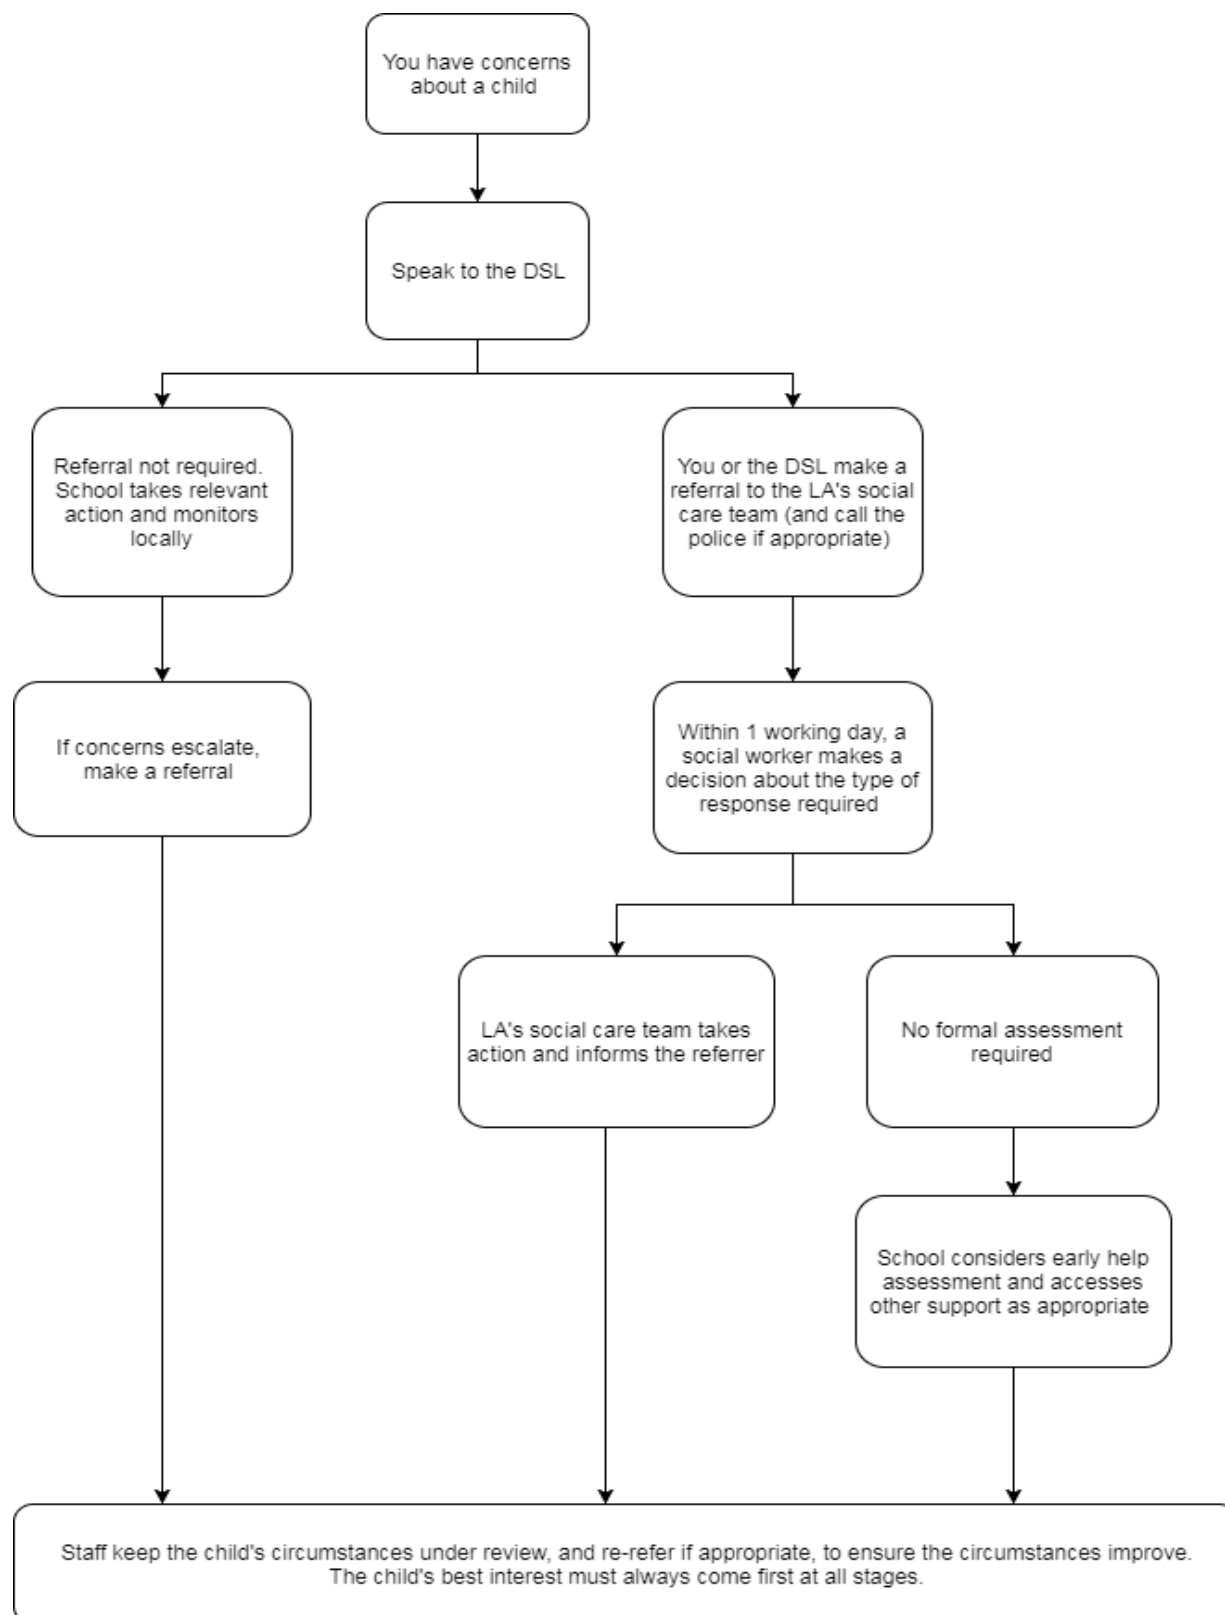 You have concerns
about a child
Speak to the DSL
Referral not required.
School takes relevant
action and monitors
locally
You or the DSL make a
referral to the LA's social
care team (and call the
police if appropriate)
If concerns escalate,
make a referral
Within 1 working day, a
social worker makes a
decision about the type of
response required
LA's social care team takes
action and informs the referrer
No formal assessment
required
School considers early help
assessment and accesses
other support as appropriate
Staff keep the child's circumstances under review, and re-refer if appropriate, to ensure the circumstances improve.
The child's best interest must always come first at all stages.